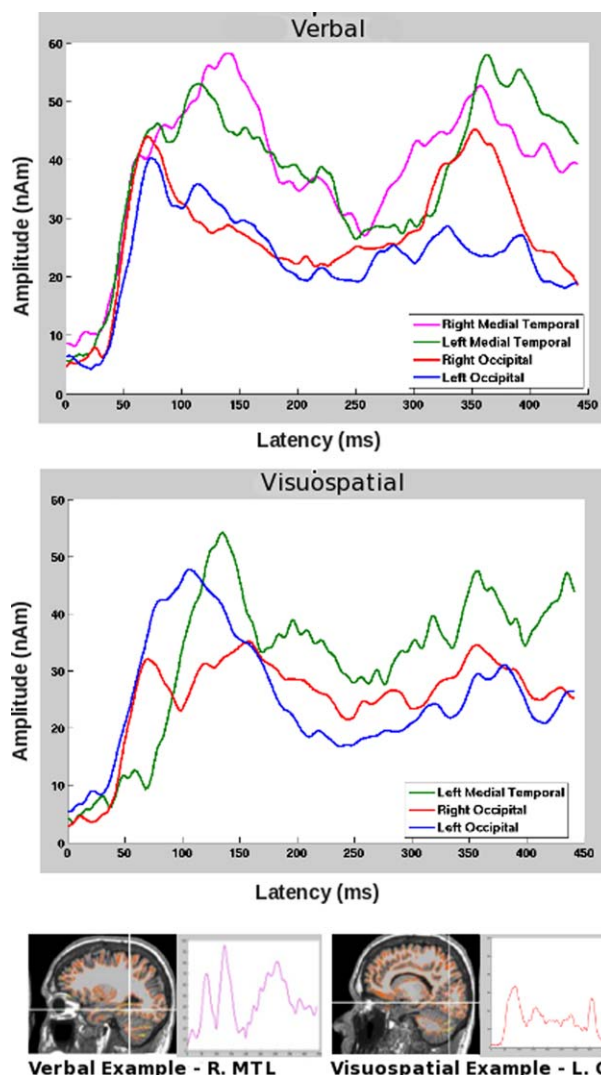 Verbal
60
50
40
30
20
10
0
Amplitude (nAm)
Right Medial Temporal
Left Medial Temporal
Right Occipital
Left Occipital
0 50 100 150 200 250 300 350 400 450
Latency (ms)
Visuospatial
60
50
40
30
20
10
0
Amplitude (nAm)
Left Medial Temporal
Right Occipital
Left Occipital
0 50 100 150 200 250 300 350 400 450
Latency (ms)
Verbal Example - R. MTL
Visuospatial Example - L.